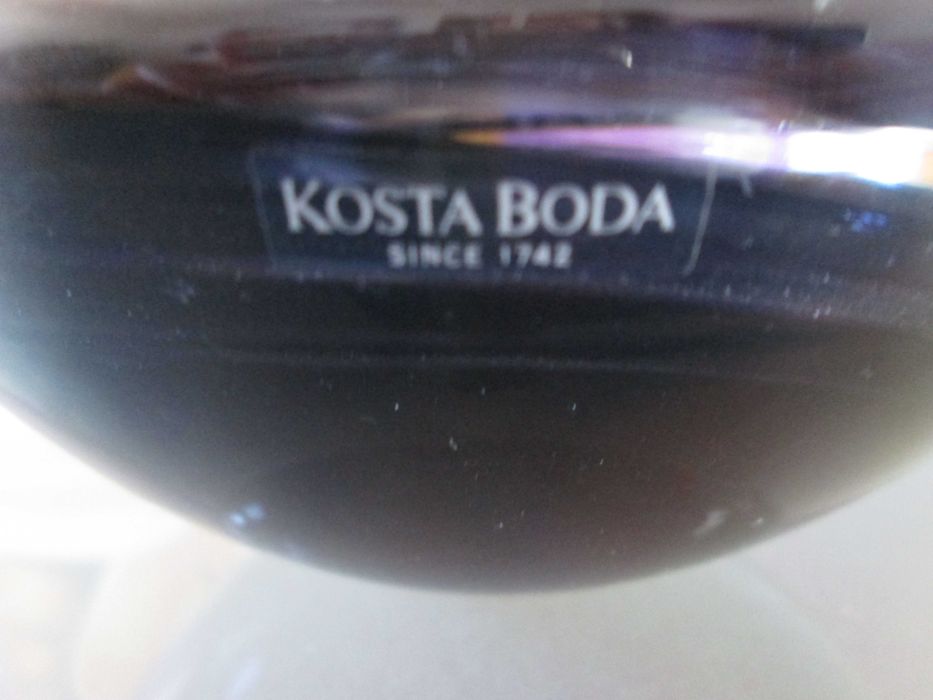 KOSTA BODA
SINCE 1742